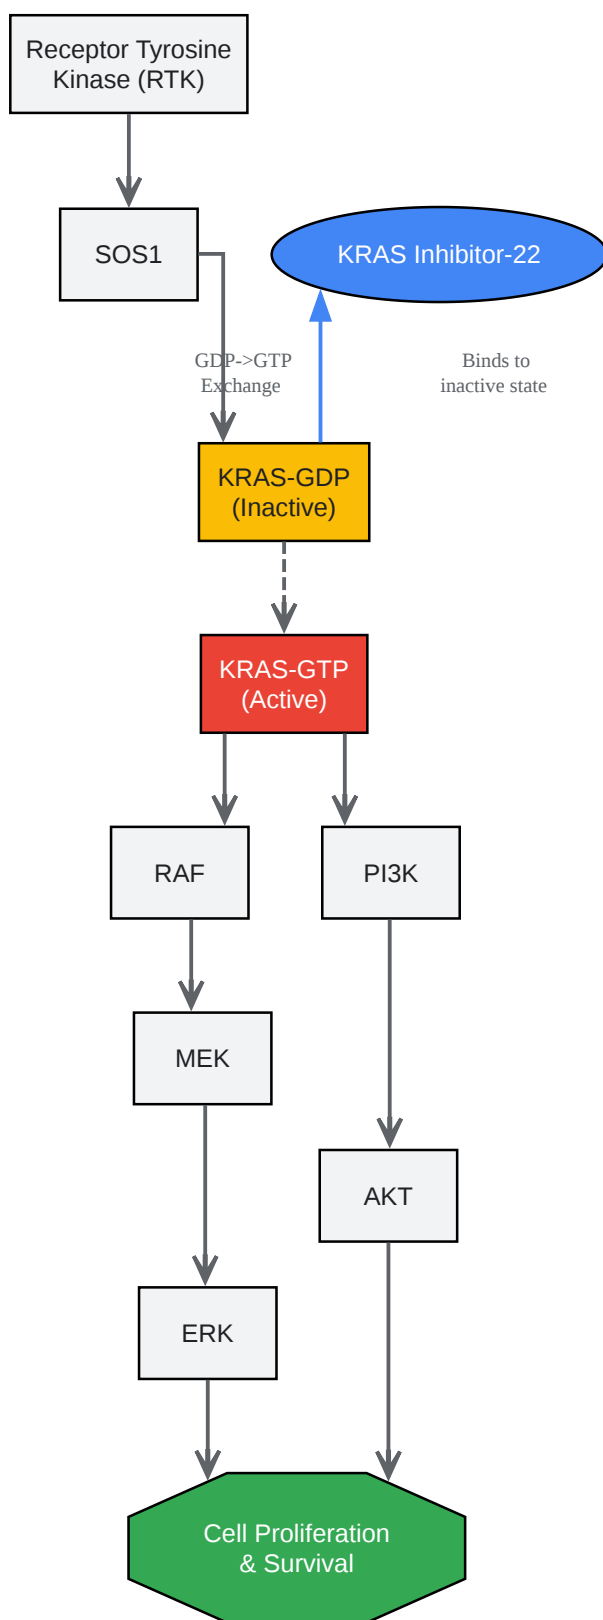 Receptor Tyrosine
Kinase (RTK)
SOS1
KRAS Inhibitor-22
GDP->GTP
Exchange
Binds to
inactive state
KRAS-GDP
(Inactive)
KRAS-GTP
(Active)
RAF
PI3K
MEK
AKT
ERK
Cell Proliferation
& Survival